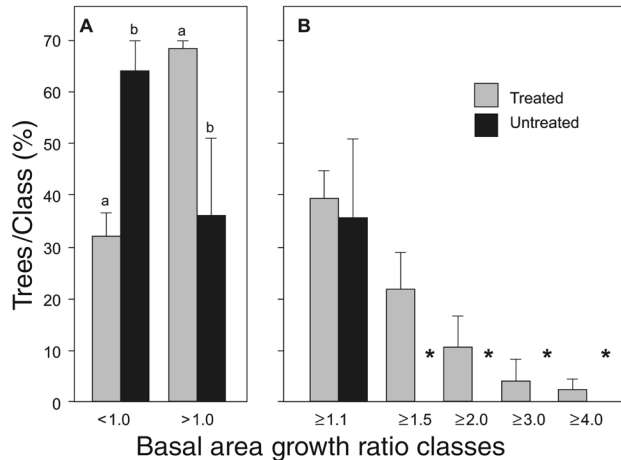 A
B
b
a
a
b
70
60
50
40
30
20
10
0
Trees/Class (%)
Treated
Untreated
* * * *
<1.0 >1.0 ≥1.1 ≥1.5 ≥2.0 ≥3.0 ≥4.0
Basal area growth ratio classes